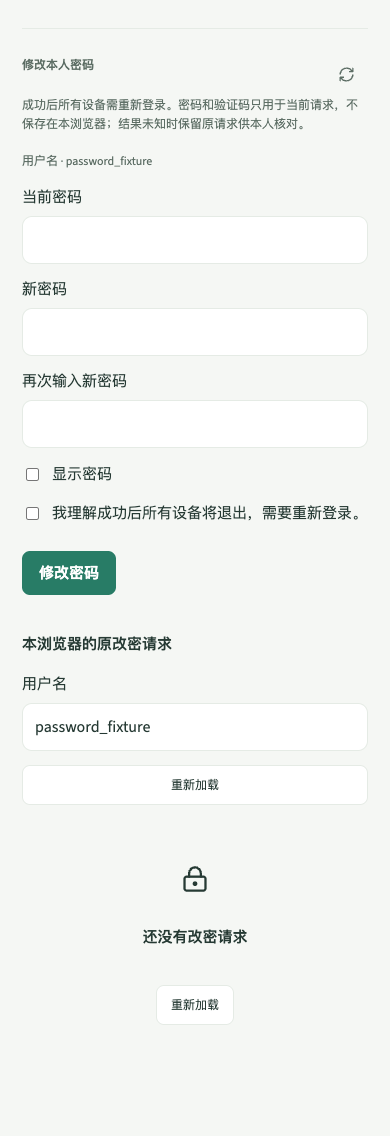 修改本人密码
成功后所有设备需重新登录。密码和验证码只用于当前请求，不
保存在本浏览器；结果未知时保留原请求供本人核对。
用户名 · password_fixture
当前密码
新密码
再次输入新密码
显示密码
我理解成功后所有设备将退出，需要重新登录。
修改密码
本浏览器的原改密请求
用户名
password_fixture
重新加载
还没有改密请求
重新加载